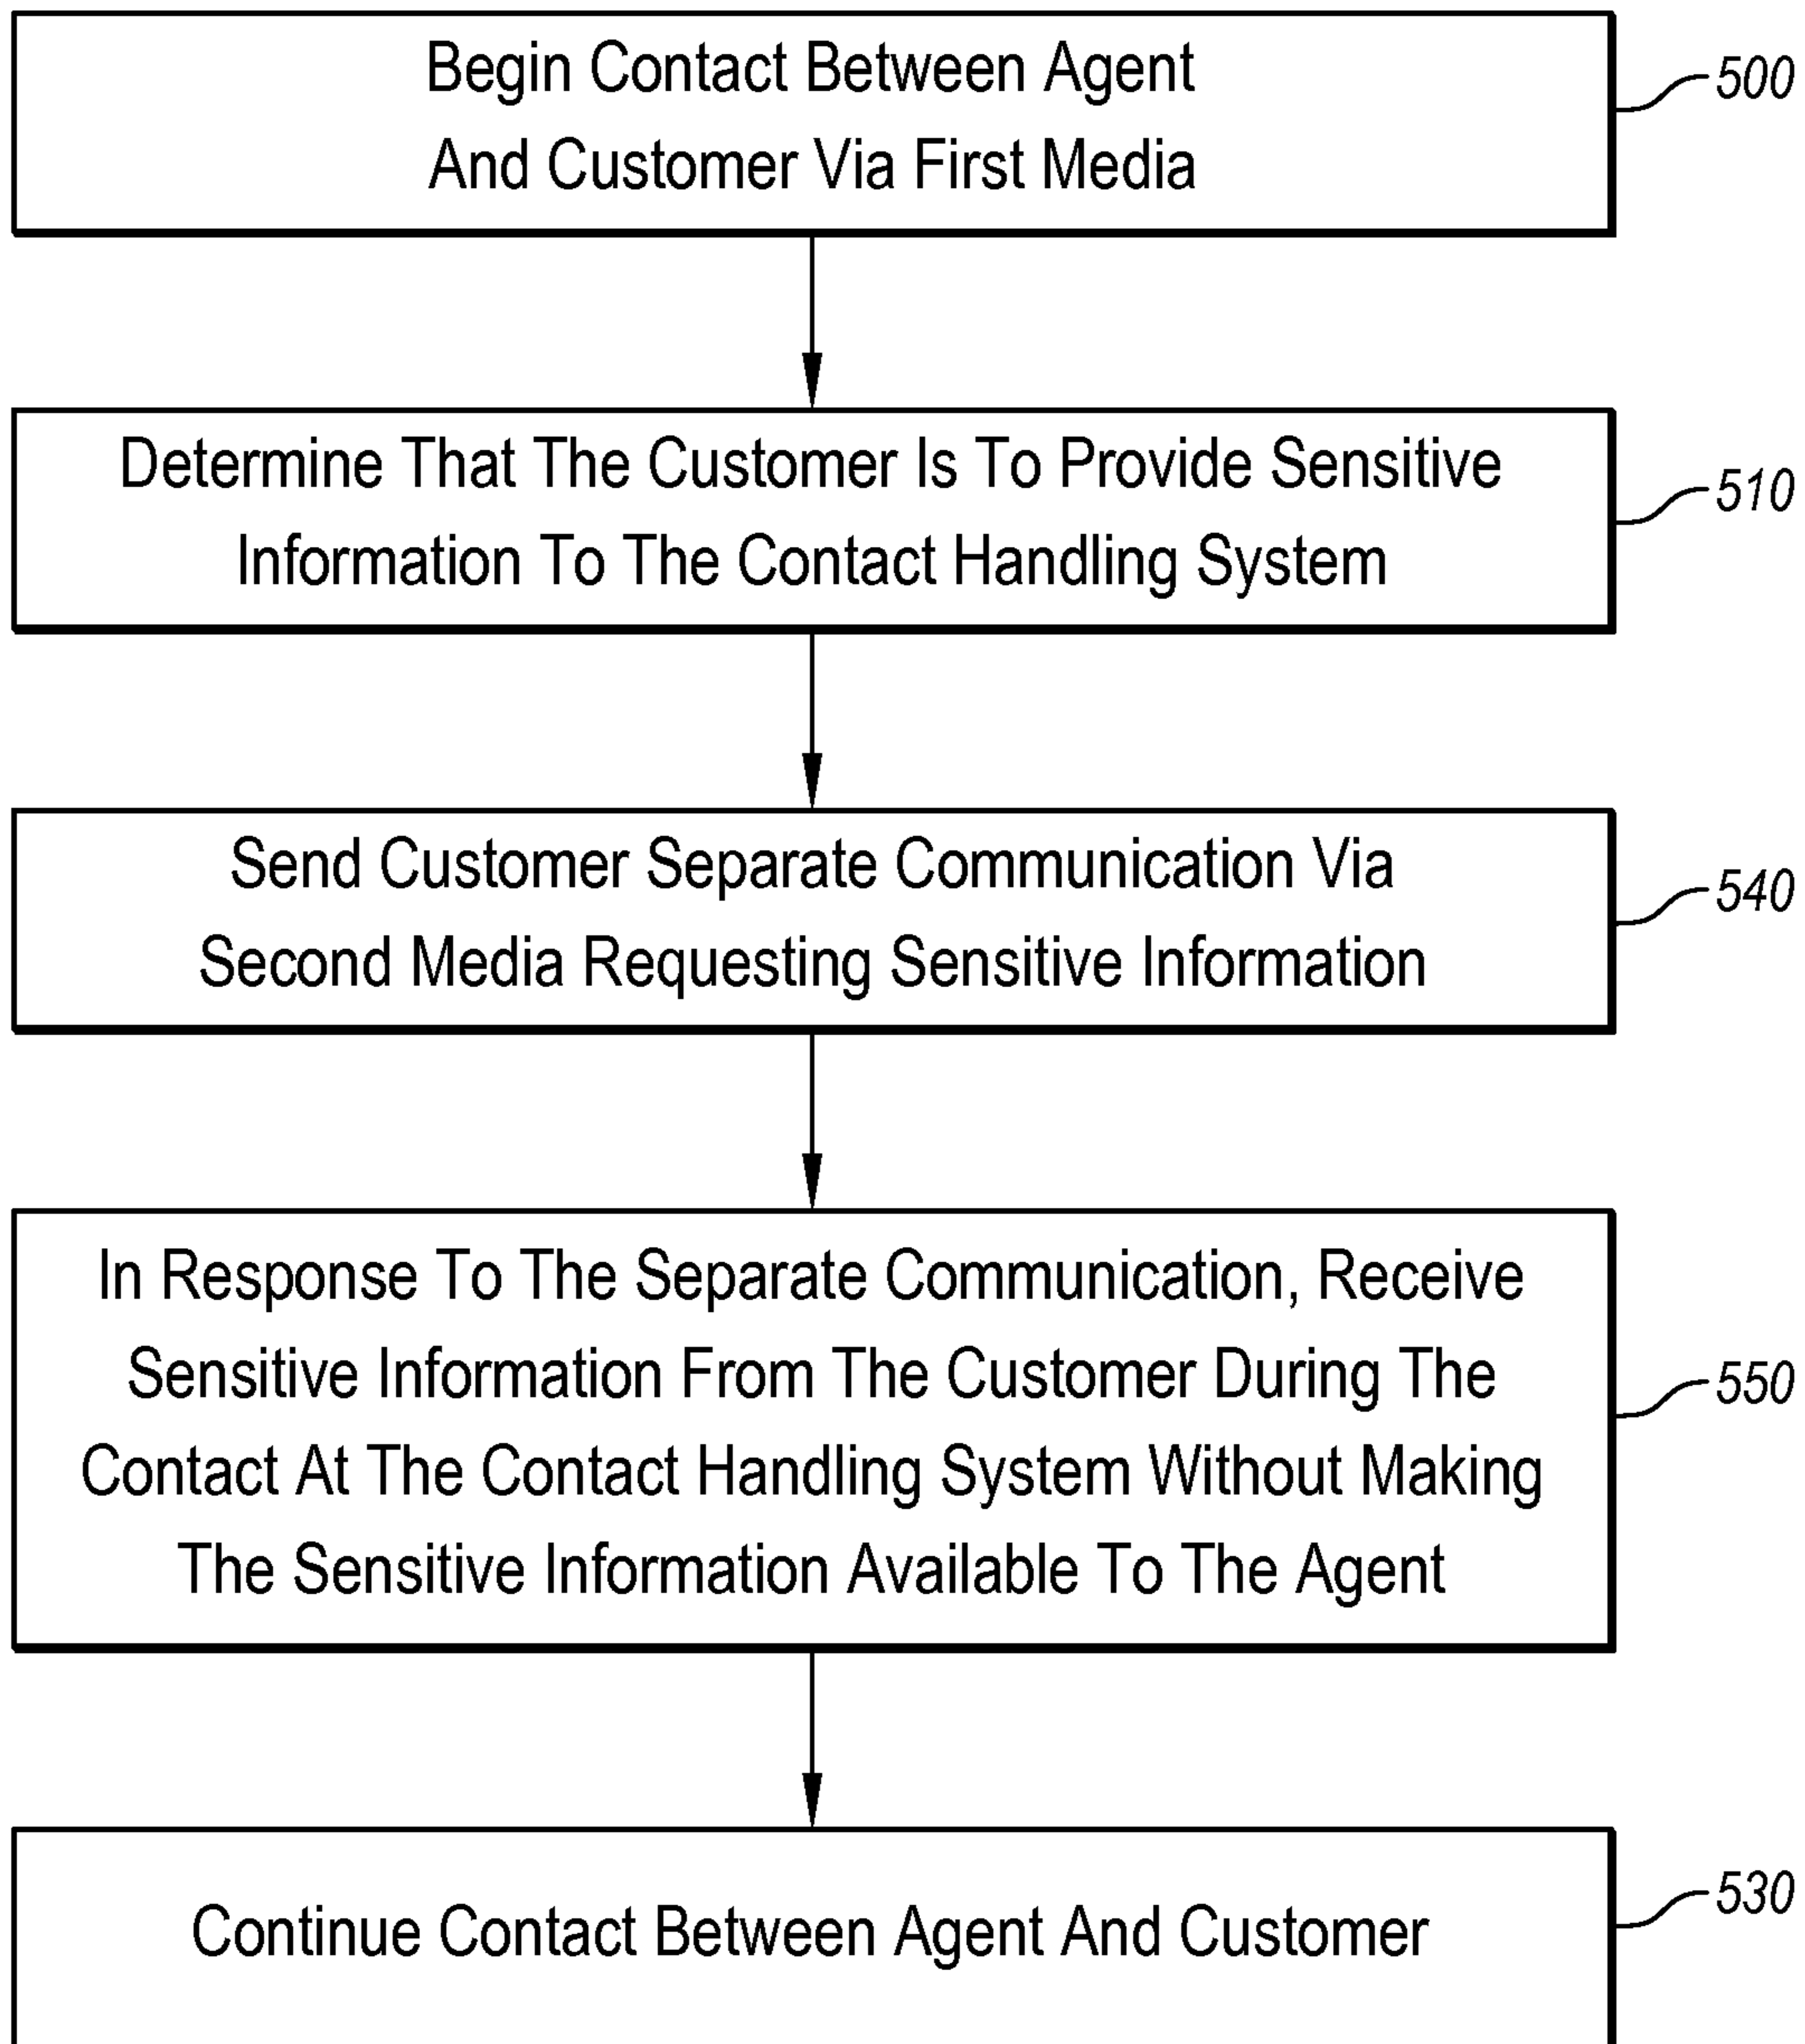 Begin Contact Between Agent
And Customer Via First Media
500
Determine That The Customer Is To Provide Sensitive
Information To The Contact Handling System
510
Send Customer Separate Communication Via
Second Media Requesting Sensitive Information
540
In Response To The Separate Communication, Receive
Sensitive Information From The Customer During The
Contact At The Contact Handling System Without Making
The Sensitive Information Available To The Agent
550
Continue Contact Between Agent And Customer
530